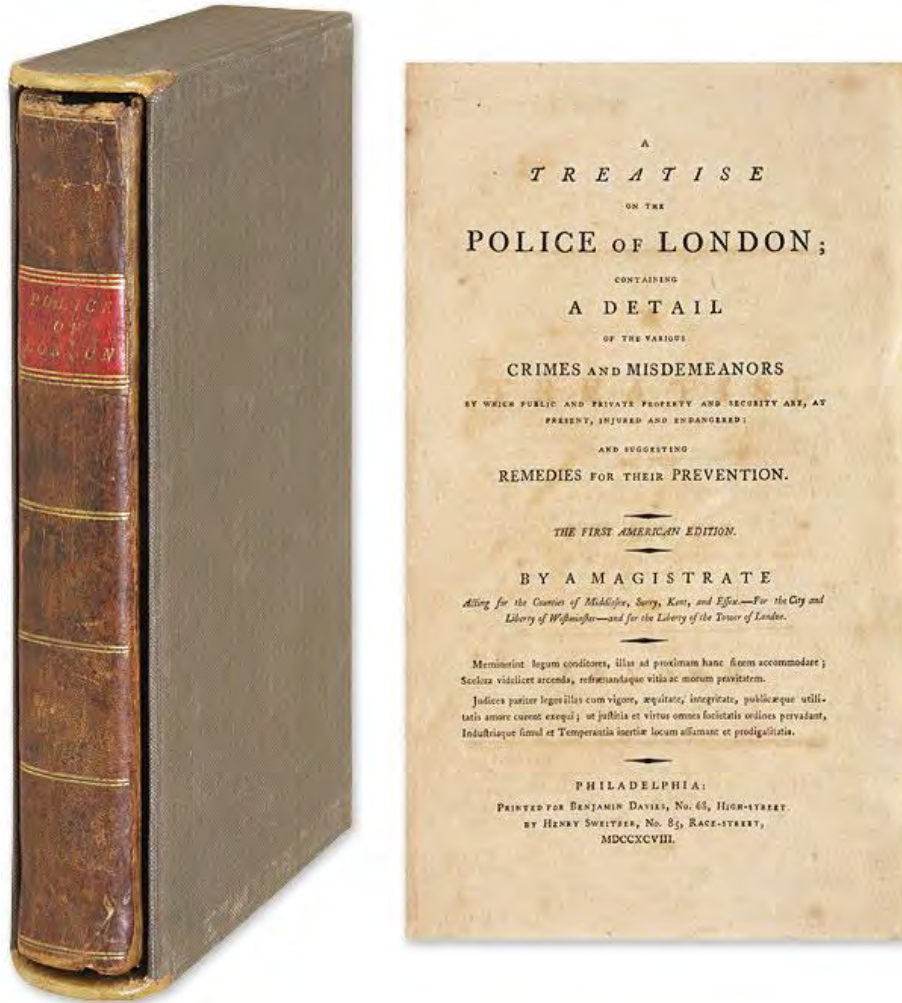 POLICE
OF
LONDON
A
TREATISE
ON THE
POLICE OF LONDON;
CONTAINING
A DETAIL
OF THE VARIOUS
CRIMES AND MISDEMEANORS
BY WHICH PUBLIC AND PRIVATE PROPERTY AND SECURITY ARE, AT
PRESENT, INJURED AND ENDANGERED:
AND SUGGESTING
REMEDIES FOR THEIR PREVENTION.
THE FIRST AMERICAN EDITION.
BY A MAGISTRATE
Acting for the Counties of Middleſex, Surry, Kent, and Eſſex.—For the City and
Liberty of Weſtminſter—and for the Liberty of the Tower of London.
Meminerint legum conditores, illas ad proximam hanc finem accommodare;
Scelera videlicet arcenda, refrænandaque vitia ac morum pravitatem.
Judices pariter leges illas cum vigore, æquitate, integritate, publicæque utili-
tatis amore curent exequi; ut juſtitia et virtus omnes ſocietatis ordines pervadant,
Induſtriaque ſimul et Temperantia inertiæ locum aſſumant et prodigalitatis.
PHILADELPHIA:
PRINTED FOR BENJAMIN DAVIES, No. 68, HIGH-STREET
BY HENRY SWEITZER, No. 85, RACE-STREET,
MDCCXCVIII.